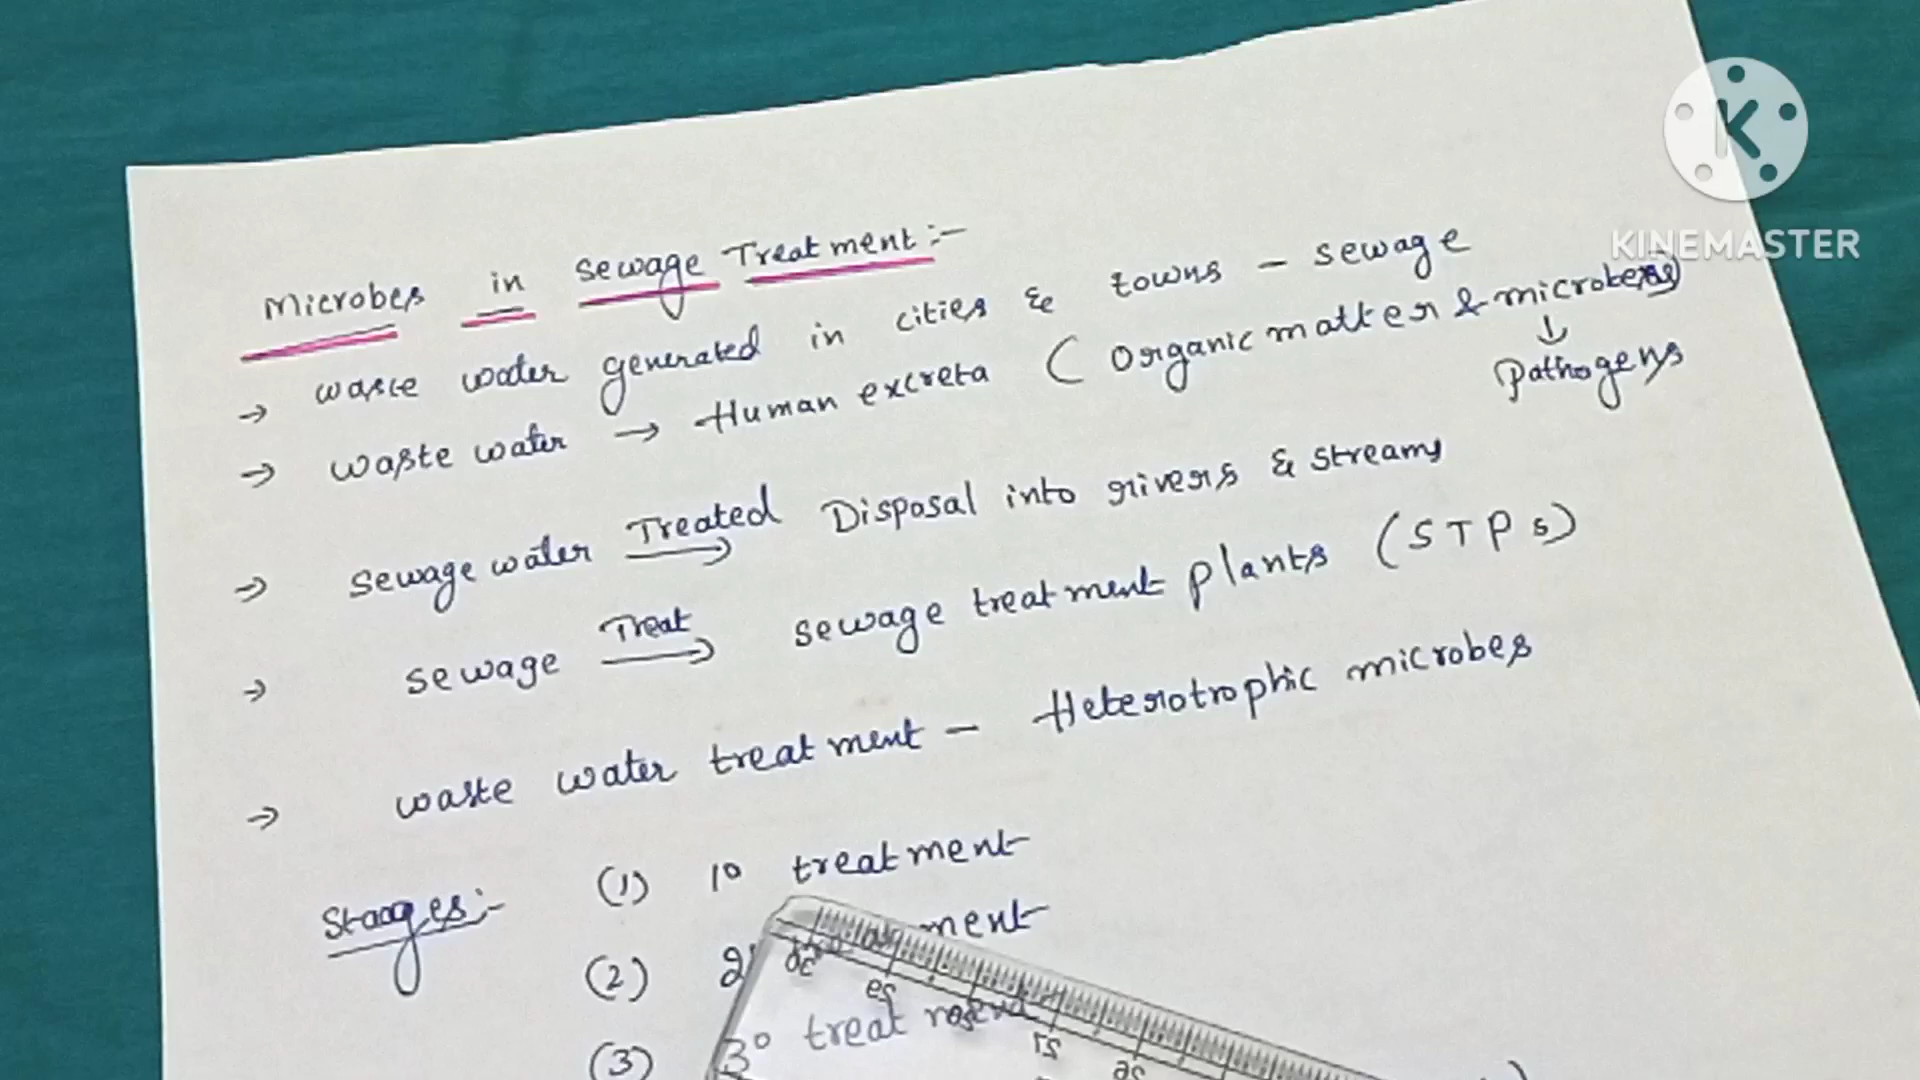 Microbes in Sewage Treatment:-
→ waste water generated in cities & towns - sewage
→ waste water → Human excreta (Organic matter & microbes)
↓
Pathogens
→ sewage water Treated → Disposal into rivers & streams
→ sewage Treat → sewage treatment plants (STPs)
→ waste water treatment - Heterotrophic microbes
Stages:- (1) 1° treatment
(2) 2° treatment
(3) 3° treatment
KINEMASTER